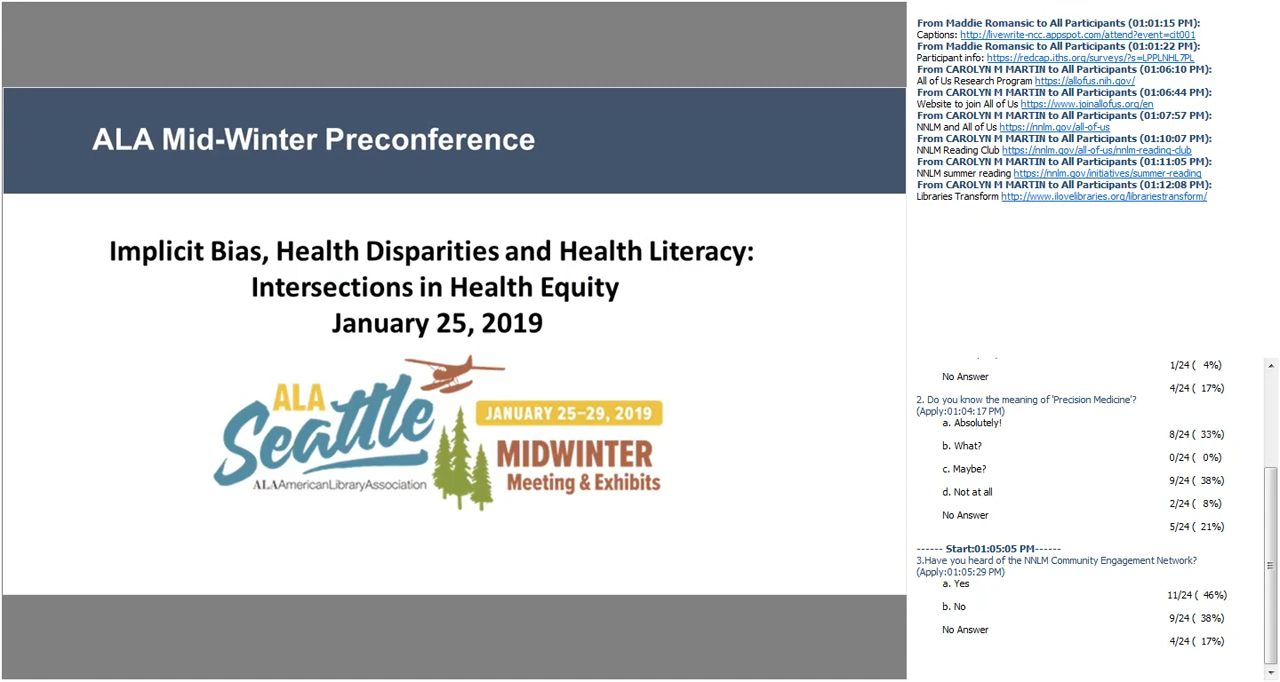 ALA Mid-Winter Preconference
Implicit Bias, Health Disparities and Health Literacy:
Intersections in Health Equity
January 25, 2019
ALA
Seattle
ALAAmericanLibraryAssociation
JANUARY 25-29, 2019
MIDWINTER
Meeting & Exhibits
From Maddie Romansic to All Participants (01:01:15 PM):
Captions: http://livewrite-ncc.appspot.com/attend?event=cit001
From Maddie Romansic to All Participants (01:01:22 PM):
Participant info: https://redcap.iths.org/surveys/?s=LPPLNHL7PL
From CAROLYN M MARTIN to All Participants (01:06:10 PM):
All of Us Research Program https://allofus.nih.gov/
From CAROLYN M MARTIN to All Participants (01:06:44 PM):
Website to join All of Us https://www.joinallofus.org/en
From CAROLYN M MARTIN to All Participants (01:07:57 PM):
NNLM and All of Us https://nnlm.gov/all-of-us
From CAROLYN M MARTIN to All Participants (01:10:07 PM):
NNLM Reading Club https://nnlm.gov/all-of-us/nnlm-reading-club
From CAROLYN M MARTIN to All Participants (01:11:05 PM):
NNLM summer reading https://nnlm.gov/initiatives/summer-reading
From CAROLYN M MARTIN to All Participants (01:12:08 PM):
Libraries Transform http://www.ilovelibraries.org/librariestransform/
1/24 ( 4%)
No Answer
4/24 ( 17%)
2. Do you know the meaning of 'Precision Medicine'?
(Apply:01:04:17 PM)
a. Absolutely!
8/24 ( 33%)
b. What?
0/24 ( 0%)
c. Maybe?
9/24 ( 38%)
d. Not at all
2/24 ( 8%)
No Answer
5/24 ( 21%)
------ Start:01:05:05 PM------
3.Have you heard of the NNLM Community Engagement Network?
(Apply:01:05:29 PM)
a. Yes
11/24 ( 46%)
b. No
9/24 ( 38%)
No Answer
4/24 ( 17%)